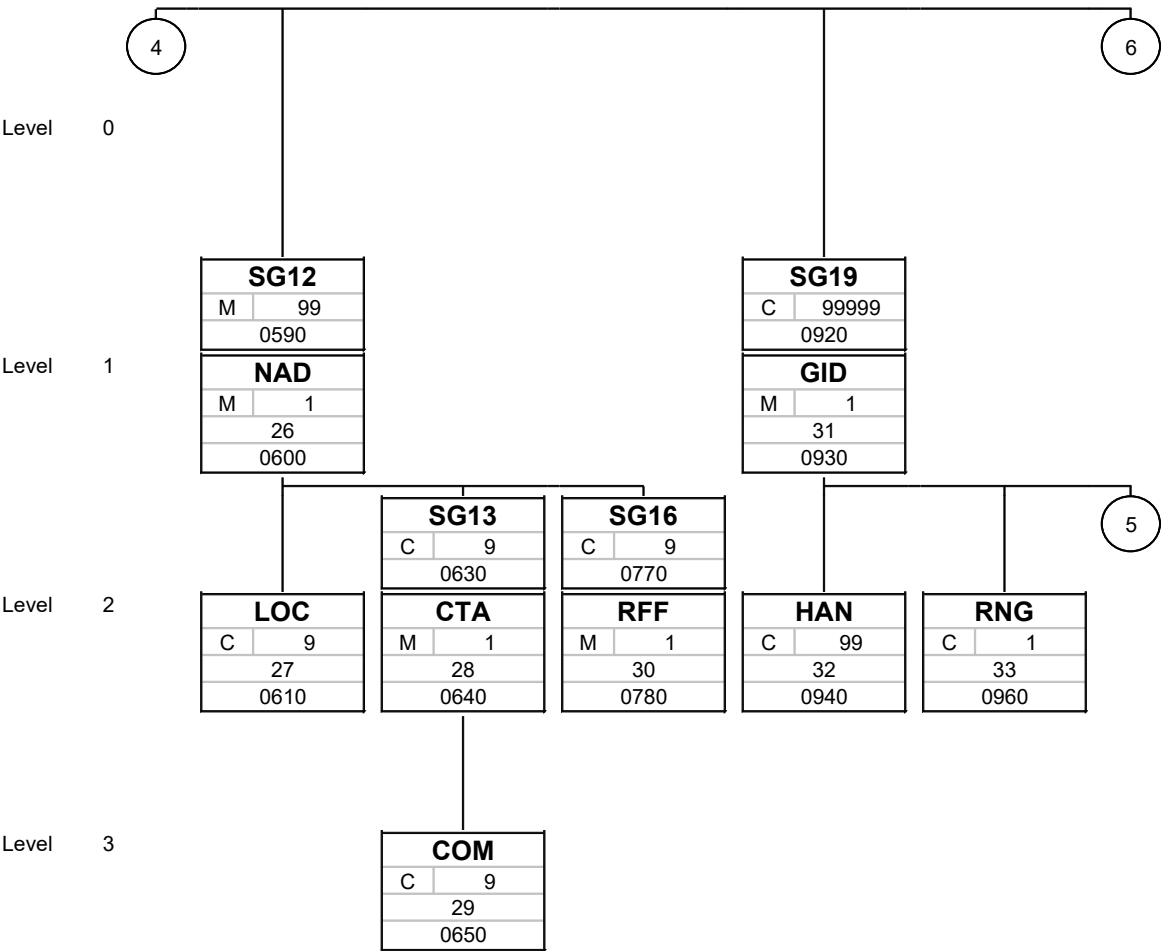 4
6
Level 0
SG12
M 99
0590
SG19
C 99999
0920
Level 1
NAD
M 1
26
0600
GID
M 1
31
0930
SG13
C 9
0630
SG16
C 9
0770
5
Level 2
LOC
C 9
27
0610
CTA
M 1
28
0640
RFF
M 1
30
0780
HAN
C 99
32
0940
RNG
C 1
33
0960
Level 3
COM
C 9
29
0650